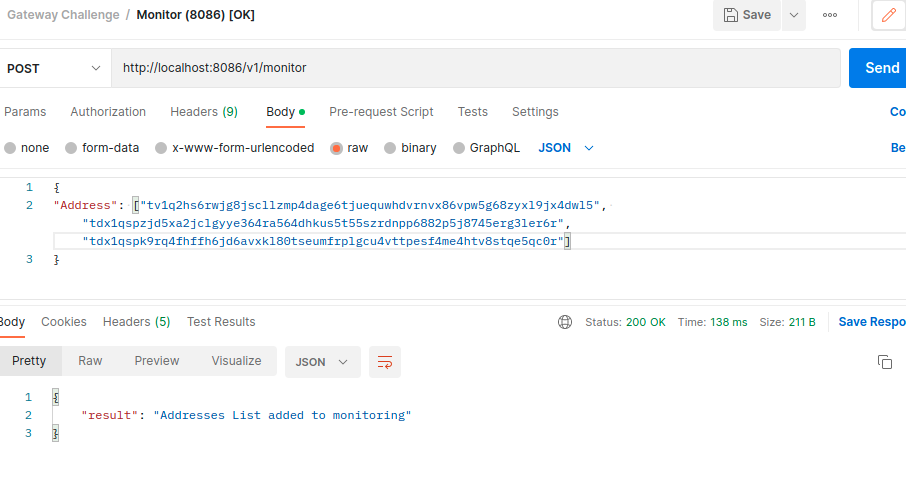 Gateway Challenge / Monitor (8086) [OK]
Save
POST
http://localhost:8086/v1/monitor
Send
Params Authorization Headers (9) Body Pre-request Script Tests Settings Co
none form-data x-www-form-urlencoded raw binary GraphQL JSON Be
1 {
2 "Address": ["tv1q2hs6rwjg8jscllzmp4dage6tjuequwhdvrnvx86vpw5g68zyxl9jx4dwl5",
"tdx1qspzjd5xa2jclgyye364ra564dhkus5t55szrdnpp6882p5j8745erg3ler6r",
"tdx1qspk9rq4fhffh6jd6avxkl80tseumfrplgcu4vttpesf4me4htv8stqe5qc0r"]
3 }
Body Cookies Headers (5) Test Results Status: 200 OK Time: 138 ms Size: 211 B Save Respo
Pretty Raw Preview Visualize JSON
1 {
2 "result": "Addresses List added to monitoring"
3 }